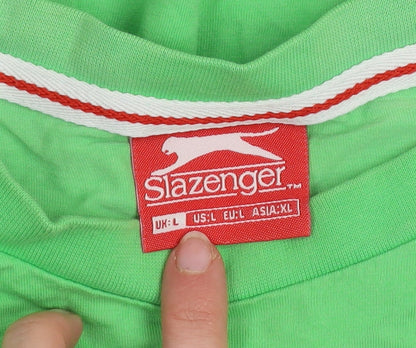 Slazenger™
UK:L US:L EU:L ASIA:XL